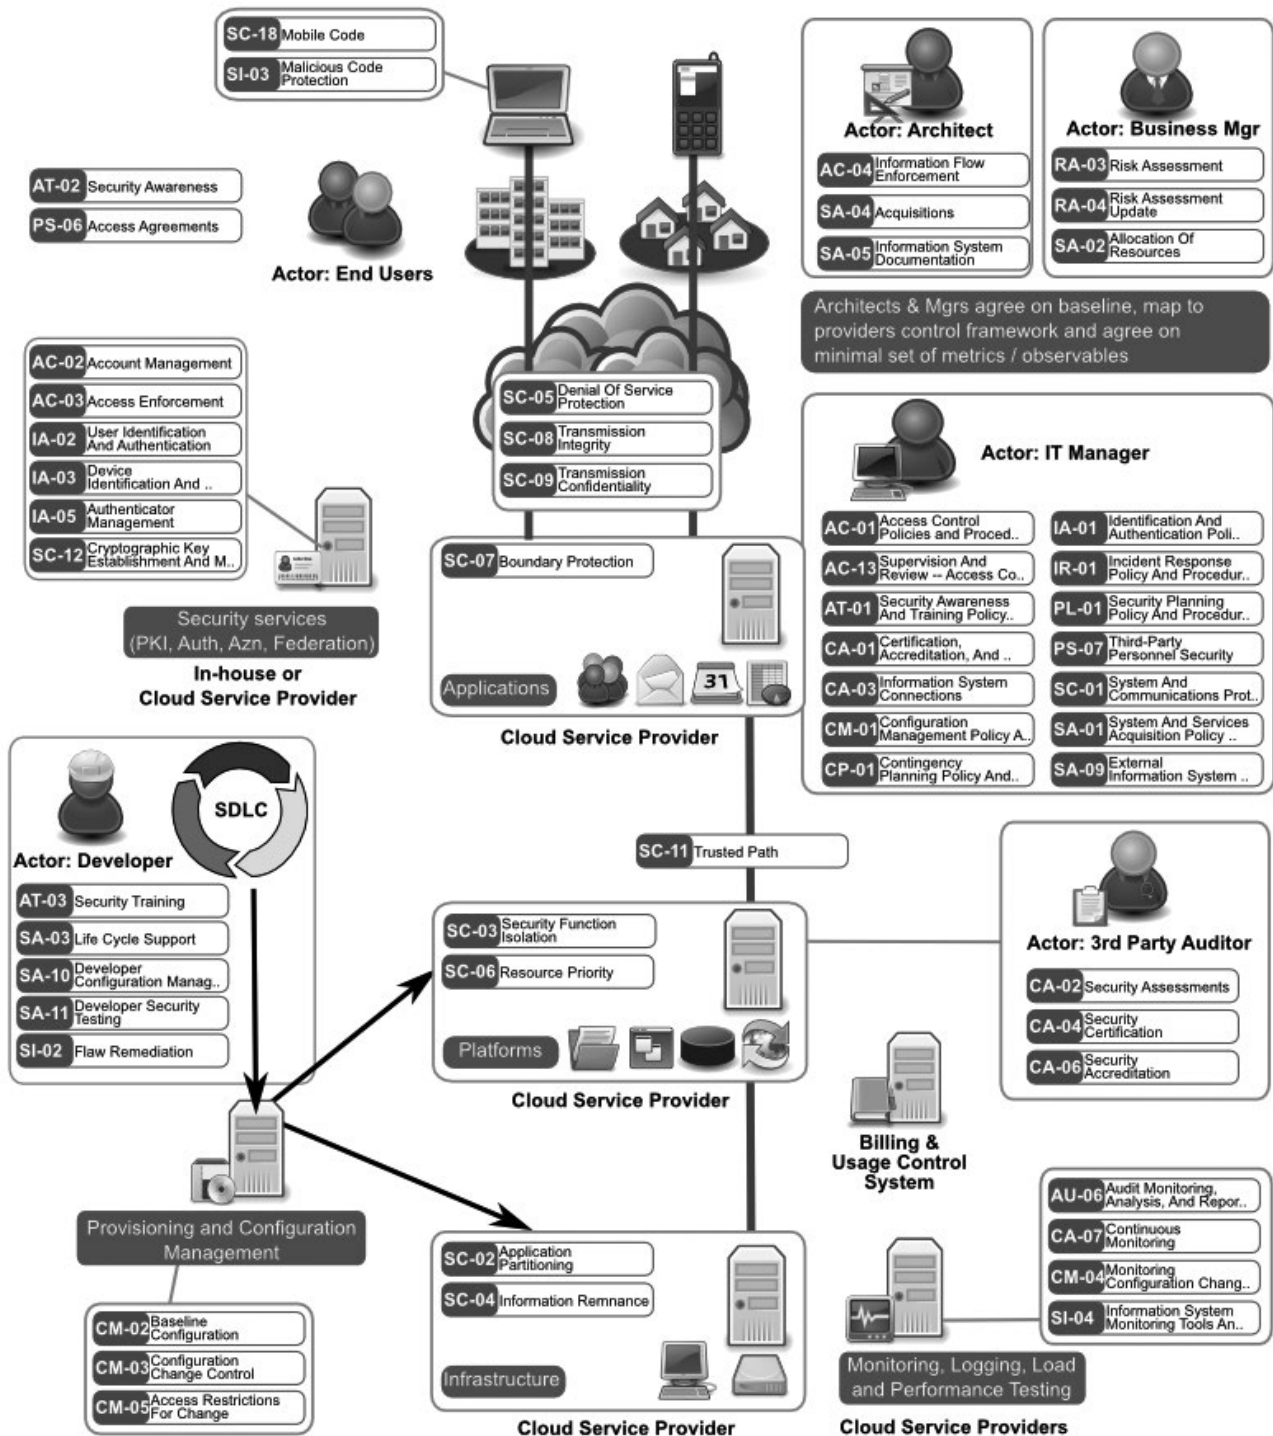 SC-18 Mobile Code
SI-03 Malicious Code
Protection
AT-02 Security Awareness
PS-06 Access Agreements
Actor: End Users
Actor: Architect
AC-04 Information Flow
Enforcement
SA-04 Acquisitions
SA-05 Information System
Documentation
Actor: Business Mgr
RA-03 Risk Assessment
RA-04 Risk Assessment
Update
SA-02 Allocation Of
Resources
Architects & Mgrs agree on baseline, map to
providers control framework and agree on
minimal set of metrics / observables
AC-02 Account Management
AC-03 Access Enforcement
IA-02 User Identification
And Authentication
IA-03 Device
Identification And ..
IA-05 Authenticator
Management
SC-12 Cryptographic Key
Establishment And M..
Security services
(PKI, Auth, Azn, Federation)
In-house or
Cloud Service Provider
SC-05 Denial Of Service
Protection
SC-08 Transmission
Integrity
SC-09 Transmission
Confidentiality
SC-07 Boundary Protection
Applications
31
Cloud Service Provider
Actor: IT Manager
AC-01 Access Control
Policies and Proced..
AC-13 Supervision And
Review -- Access Co..
AT-01 Security Awareness
And Training Policy..
CA-01 Certification,
Accreditation, And ..
CA-03 Information System
Connections
CM-01 Configuration
Management Policy A..
CP-01 Contingency
Planning Policy And..
IA-01 Identification And
Authentication Poli..
IR-01 Incident Response
Policy And Procedur..
PL-01 Security Planning
Policy And Procedur..
PS-07 Third-Party
Personnel Security
SC-01 System And
Communications Prot..
SA-01 System And Services
Acquisition Policy ..
SA-09 External
Information System ..
SDLC
Actor: Developer
AT-03 Security Training
SA-03 Life Cycle Support
SA-10 Developer
Configuration Manag..
SA-11 Developer Security
Testing
SI-02 Flaw Remediation
SC-11 Trusted Path
SC-03 Security Function
Isolation
SC-06 Resource Priority
Platforms
Cloud Service Provider
Actor: 3rd Party Auditor
CA-02 Security Assessments
CA-04 Security
Certification
CA-06 Security
Accreditation
Billing &
Usage Control
System
Provisioning and Configuration
Management
CM-02 Baseline
Configuration
CM-03 Configuration
Change Control
CM-05 Access Restrictions
For Change
SC-02 Application
Partitioning
SC-04 Information Remnance
Infrastructure
Cloud Service Provider
AU-06 Audit Monitoring,
Analysis, And Repor..
CA-07 Continuous
Monitoring
CM-04 Monitoring
Configuration Chang..
SI-04 Information System
Monitoring Tools An..
Monitoring, Logging, Load
and Performance Testing
Cloud Service Providers